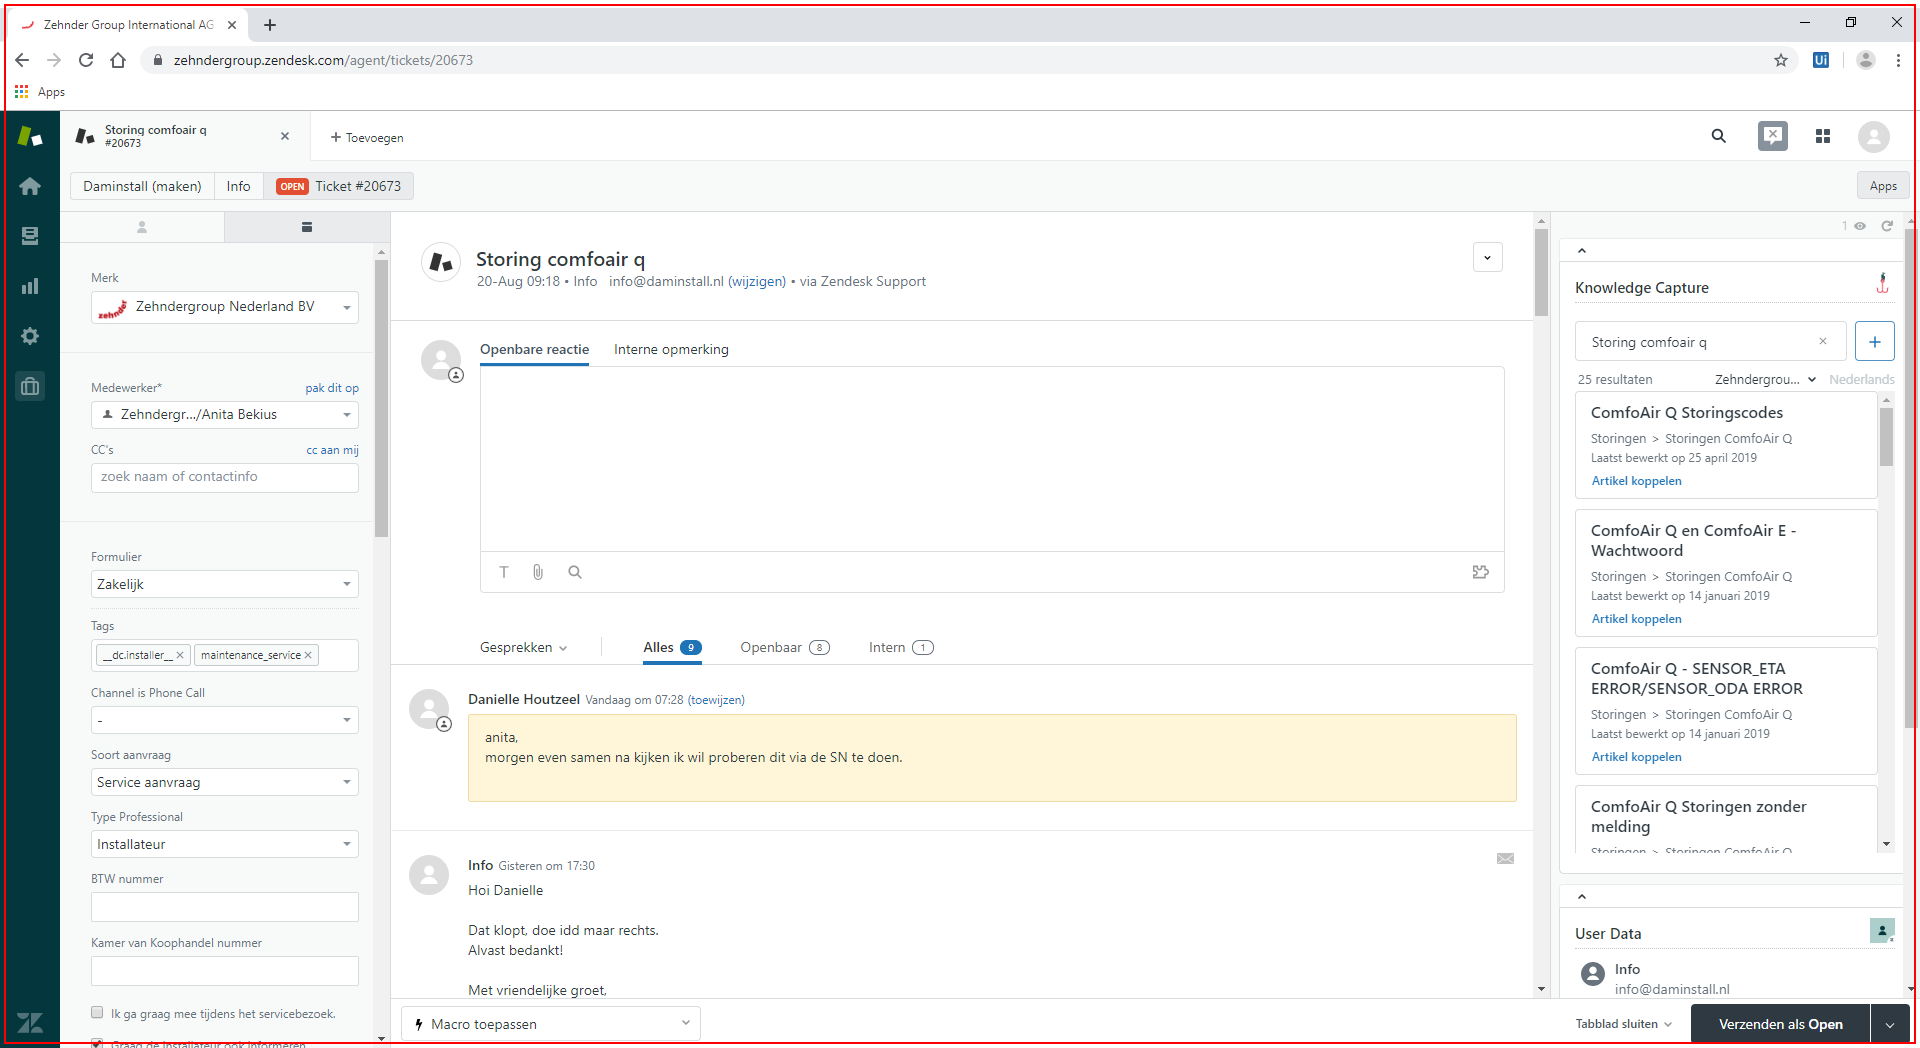 Zehnder Group International AG
zehndergroup.zendesk.com/agent/tickets/20673
Ui
Apps
Storing comfoair q
#20673
+ Toevoegen
Daminstall (maken)
Info
OPEN Ticket #20673
Apps
Merk
zehnder Zehndergroup Nederland BV
Medewerker* pak dit op
Zehndergr.../Anita Bekius
CC's cc aan mij
zoek naam of contactinfo
Formulier
Zakelijk
Tags
__dc.installer__ × maintenance_service ×
Channel is Phone Call
-
Soort aanvraag
Service aanvraag
Type Professional
Installateur
BTW nummer
Kamer van Koophandel nummer
Ik ga graag mee tijdens het servicebezoek.
Graag de installateur ook informeren
Storing comfoair q
20-Aug 09:18 • Info info@daminstall.nl (wijzigen) • via Zendesk Support
Openbare reactie Interne opmerking
T
Gesprekken Alles 9 Openbaar 8 Intern 1
Danielle Houtzeel Vandaag om 07:28 (toewijzen)
anita,
morgen even samen na kijken ik wil proberen dit via de SN te doen.
Info Gisteren om 17:30
Hoi Danielle
Dat klopt, doe idd maar rechts.
Alvast bedankt!
Met vriendelijke groet,
Macro toepassen
1
Knowledge Capture
Storing comfoair q ×
+
25 resultaten Zehndergrou... Nederlands
ComfoAir Q Storingscodes
Storingen > Storingen ComfoAir Q
Laatst bewerkt op 25 april 2019
Artikel koppelen
ComfoAir Q en ComfoAir E -
Wachtwoord
Storingen > Storingen ComfoAir Q
Laatst bewerkt op 14 januari 2019
Artikel koppelen
ComfoAir Q - SENSOR_ETA
ERROR/SENSOR_ODA ERROR
Storingen > Storingen ComfoAir Q
Laatst bewerkt op 14 januari 2019
Artikel koppelen
ComfoAir Q Storingen zonder
melding
Storingen > Storingen ComfoAir Q
User Data
Info
info@daminstall.nl
Tabblad sluiten
Verzenden als Open